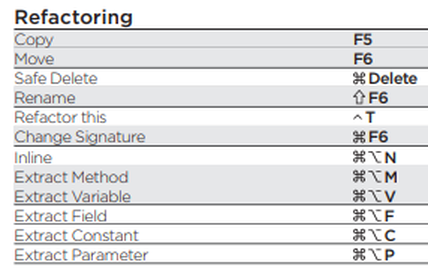 Refactoring
Copy F5
Move F6
Safe Delete ⌘ Delete
Rename ⇧ F6
Refactor this ^ T
Change Signature ⌘ F6
Inline ⌘⌥ N
Extract Method ⌘⌥ M
Extract Variable ⌘⌥ V
Extract Field ⌘⌥ F
Extract Constant ⌘⌥ C
Extract Parameter ⌘⌥ P